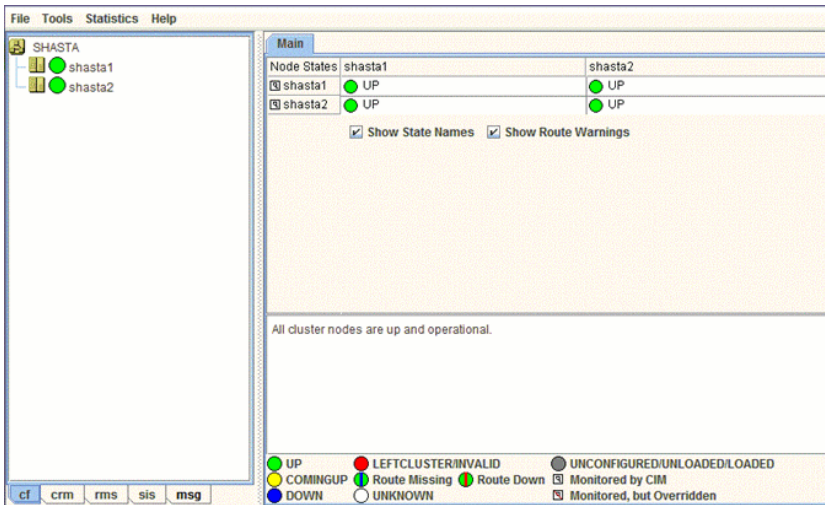 File Tools Statistics Help
SHASTA
shasta1
shasta2
Main
Node States shasta1 shasta2
shasta1 UP UP
shasta2 UP UP
Show State Names Show Route Warnings
All cluster nodes are up and operational.
UP LEFTCLUSTER/INVALID UNCONFIGURED/UNLOADED/LOADED
COMINGUP Route Missing Route Down Monitored by CIM
DOWN UNKNOWN Monitored, but Overridden
cf crm rms sis msg